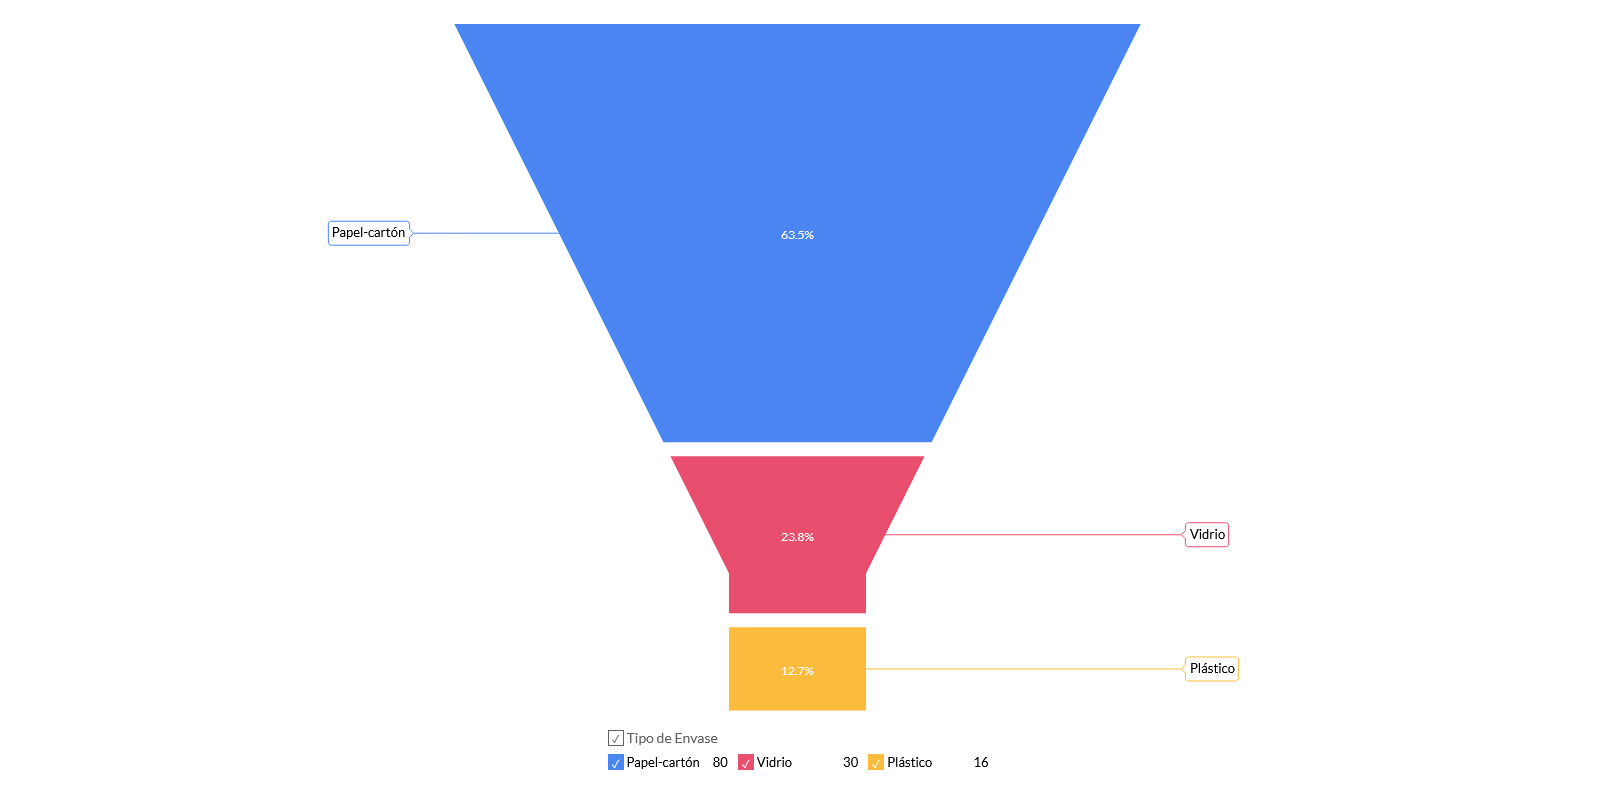 63.5%
Papel-cartón
23.8%
Vidrio
12.7%
Plástico
Tipo de Envase
Papel-cartón 80 Vidrio 30 Plástico 16